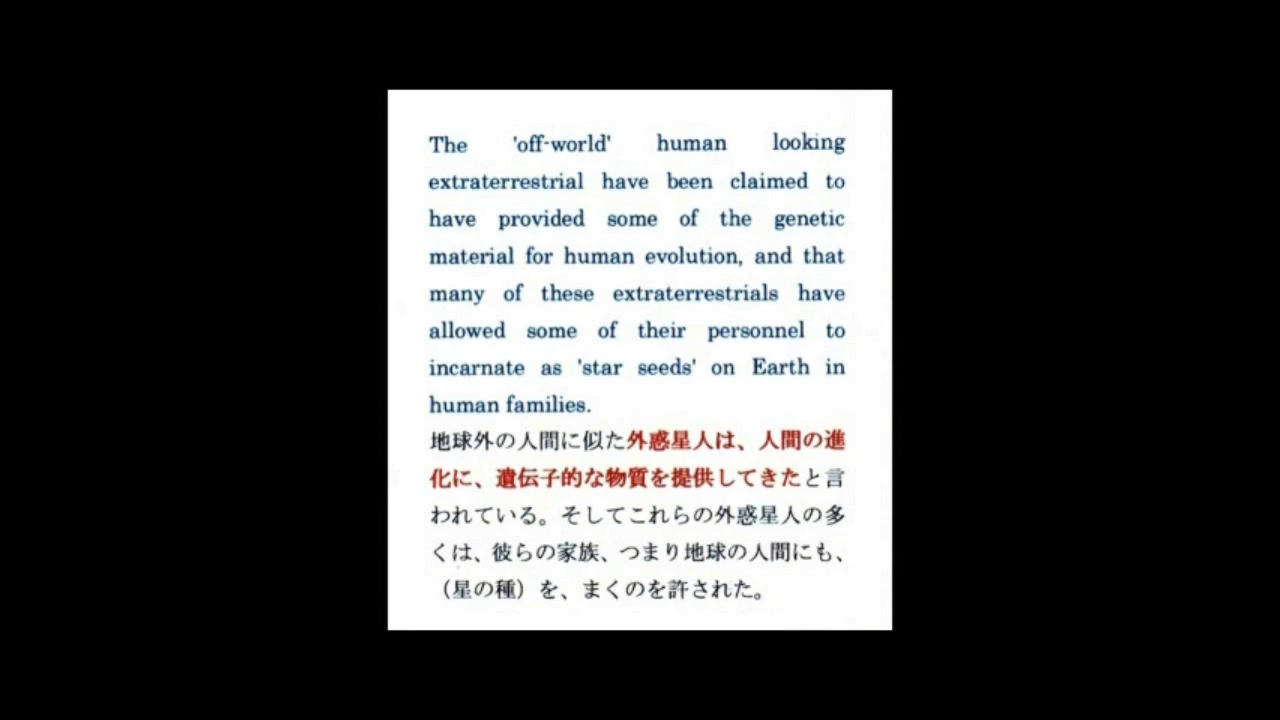 The 'off-world' human looking
extraterrestrial have been claimed to
have provided some of the genetic
material for human evolution, and that
many of these extraterrestrials have
allowed some of their personnel to
incarnate as 'star seeds' on Earth in
human families.
地球外の人間に似た外惑星人は、人間の進
化に、遺伝子的な物質を提供してきたと言
われている。そしてこれらの外惑星人の多
くは、彼らの家族、つまり地球の人間にも、
（星の種）を、まくのを許された。